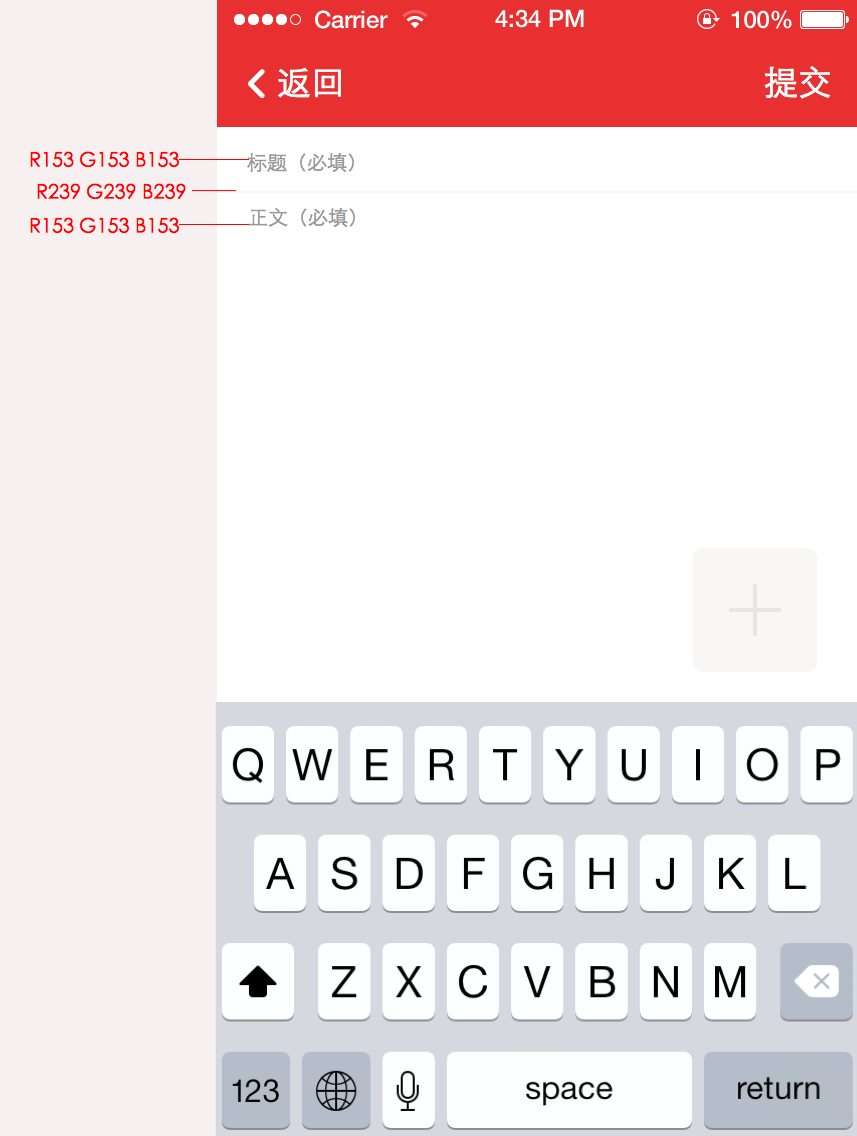 Carrier 4:34 PM 100%
返回 提交
R153 G153 B153 标题（必填）
R239 G239 B239
R153 G153 B153 正文（必填）
Q W E R T Y U I O P
A S D F G H J K L
Z X C V B N M
123 space return